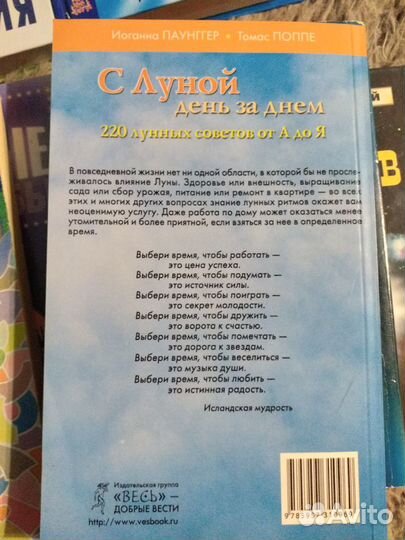 Иоганна ПАУНГГЕР • Томас ПОППЕ
С Луной
день за днем
220 лунных советов от А до Я
В повседневной жизни нет ни одной области, в которой бы не просле-
живалось влияние Луны. Здоровье или внешность, выращивание
сада или сбор урожая, питание или ремонт в квартире — во всех
этих и многих других вопросах знание лунных ритмов окажет вам
неоценимую услугу. Даже работа по дому может оказаться менее
утомительной и более приятной, если взяться за нее в определенное
время.
Выбери время, чтобы работать —
это цена успеха.
Выбери время, чтобы подумать —
это источник силы.
Выбери время, чтобы поиграть —
это секрет молодости.
Выбери время, чтобы дружить —
это ворота к счастью.
Выбери время, чтобы помечтать —
это дорога к звездам.
Выбери время, чтобы веселиться —
это музыка души.
Выбери время, чтобы любить —
это истинная радость.
Исландская мудрость
Издательская группа
«ВЕСЬ» —
ДОБРЫЕ ВЕСТИ
http://www.vesbook.ru
Avito